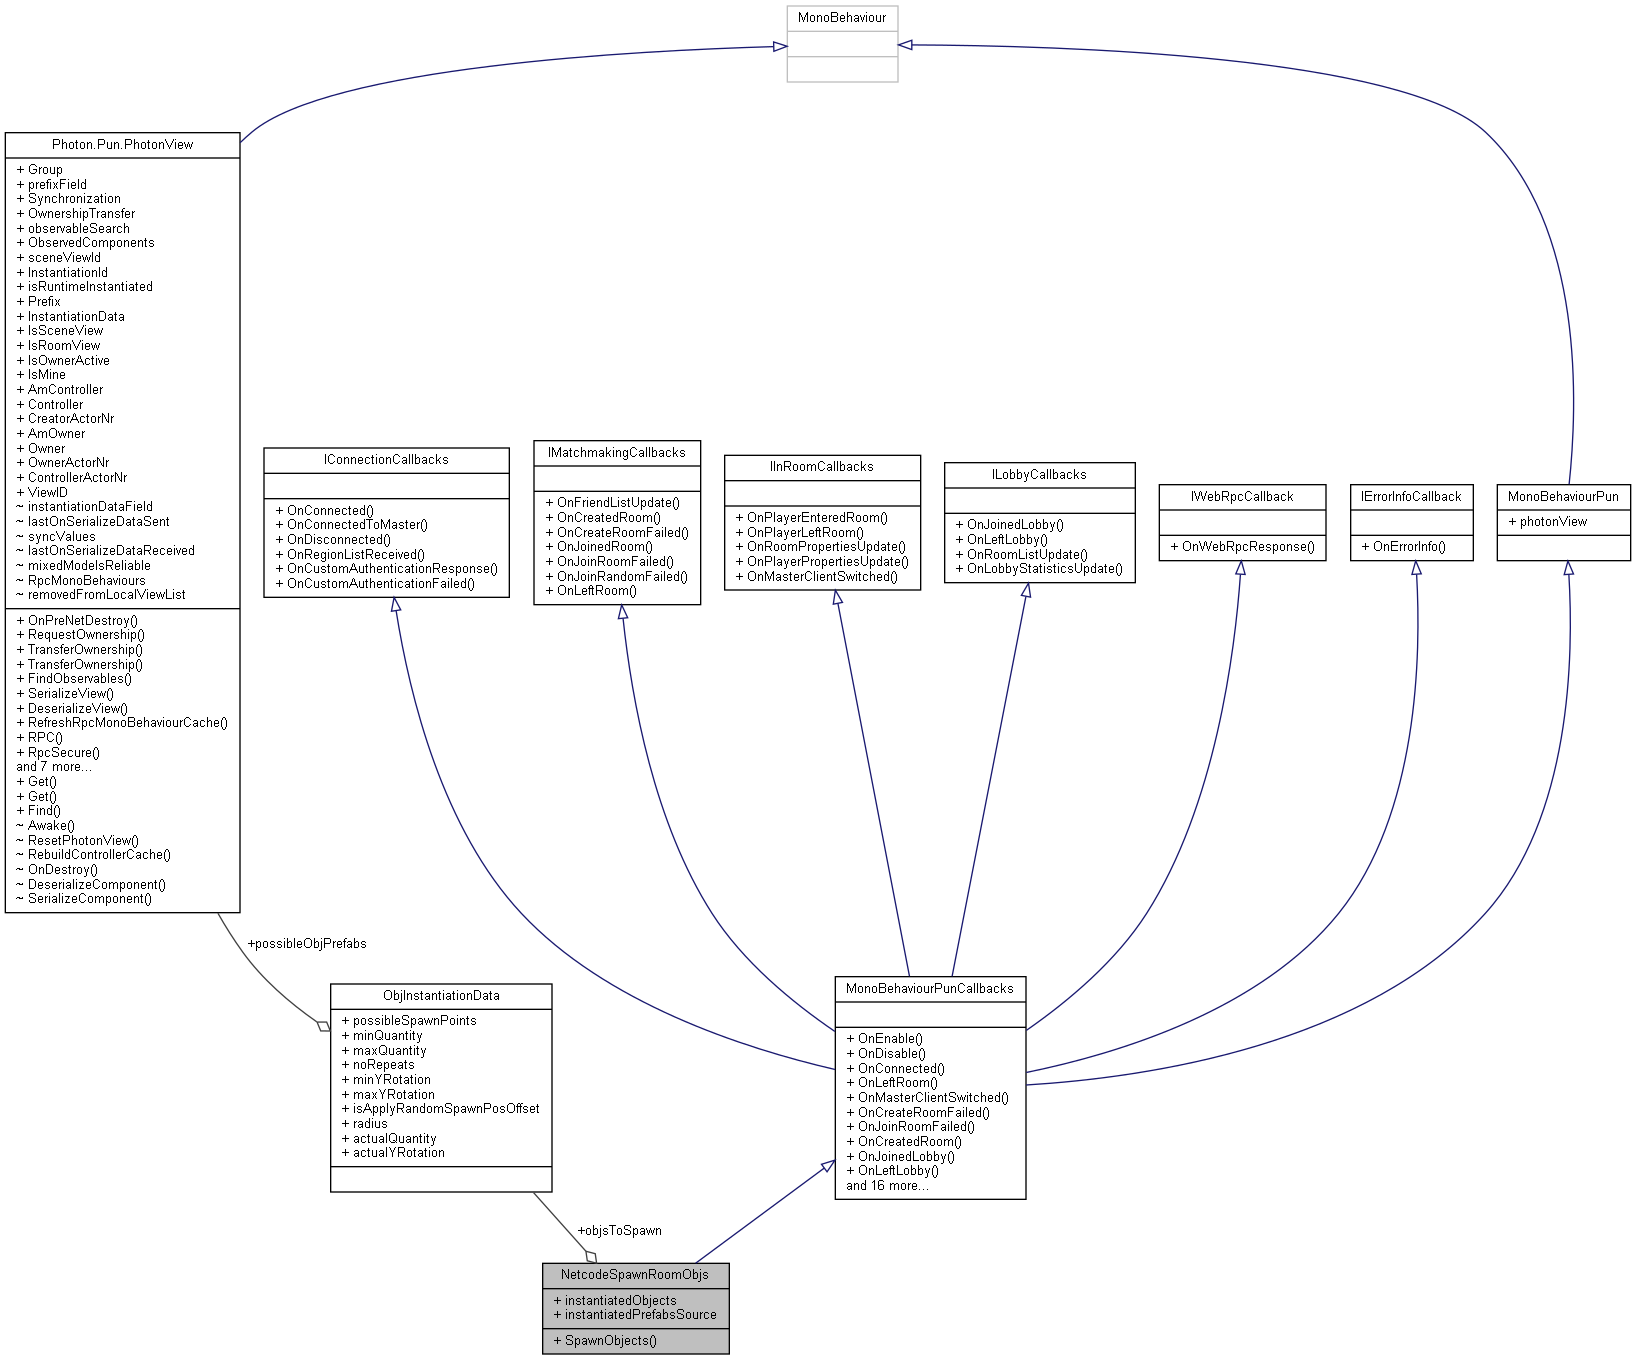 MonoBehaviour
Photon.Pun.PhotonView
+ Group
+ prefixField
+ Synchronization
+ OwnershipTransfer
+ observableSearch
+ ObservedComponents
+ sceneViewId
+ InstantiationId
+ isRuntimeInstantiated
+ Prefix
+ InstantiationData
+ IsSceneView
+ IsRoomView
+ IsOwnerActive
+ IsMine
+ AmController
+ Controller
+ CreatorActorNr
+ AmOwner
+ Owner
+ OwnerActorNr
+ ControllerActorNr
+ ViewID
~ instantiationDataField
~ lastOnSerializeDataSent
~ syncValues
~ lastOnSerializeDataReceived
~ mixedModelsReliable
~ RpcMonoBehaviours
~ removedFromLocalViewList
+ OnPreNetDestroy()
+ RequestOwnership()
+ TransferOwnership()
+ TransferOwnership()
+ FindObservables()
+ SerializeView()
+ DeserializeView()
+ RefreshRpcMonoBehaviourCache()
+ RPC()
+ RpcSecure()
and 7 more...
+ Get()
+ Get()
+ Find()
~ Awake()
~ ResetPhotonView()
~ RebuildControllerCache()
~ OnDestroy()
~ DeserializeComponent()
~ SerializeComponent()
IConnectionCallbacks
+ OnConnected()
+ OnConnectedToMaster()
+ OnDisconnected()
+ OnRegionListReceived()
+ OnCustomAuthenticationResponse()
+ OnCustomAuthenticationFailed()
IMatchmakingCallbacks
+ OnFriendListUpdate()
+ OnCreatedRoom()
+ OnCreateRoomFailed()
+ OnJoinedRoom()
+ OnJoinRoomFailed()
+ OnJoinRandomFailed()
+ OnLeftRoom()
IInRoomCallbacks
+ OnPlayerEnteredRoom()
+ OnPlayerLeftRoom()
+ OnRoomPropertiesUpdate()
+ OnPlayerPropertiesUpdate()
+ OnMasterClientSwitched()
ILobbyCallbacks
+ OnJoinedLobby()
+ OnLeftLobby()
+ OnRoomListUpdate()
+ OnLobbyStatisticsUpdate()
IWebRpcCallback
+ OnWebRpcResponse()
IErrorInfoCallback
+ OnErrorInfo()
MonoBehaviourPun
+ photonView
+possibleObjPrefabs
ObjInstantiationData
+ possibleSpawnPoints
+ minQuantity
+ maxQuantity
+ noRepeats
+ minYRotation
+ maxYRotation
+ isApplyRandomSpawnPosOffset
+ radius
+ actualQuantity
+ actualYRotation
MonoBehaviourPunCallbacks
+ OnEnable()
+ OnDisable()
+ OnConnected()
+ OnLeftRoom()
+ OnMasterClientSwitched()
+ OnCreateRoomFailed()
+ OnJoinRoomFailed()
+ OnCreatedRoom()
+ OnJoinedLobby()
+ OnLeftLobby()
and 16 more...
+objsToSpawn
NetcodeSpawnRoomObjs
+ instantiatedObjects
+ instantiatedPrefabsSource
+ SpawnObjects()